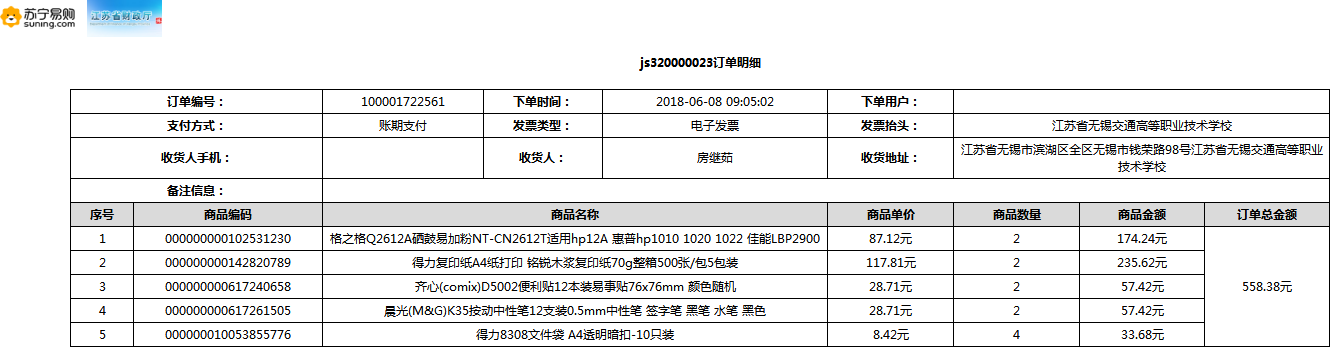 苏宁易购
suning.com
江苏省财政厅
js320000023订单明细
订单编号： 100001722561 下单时间： 2018-06-08 09:05:02 下单用户：
支付方式： 账期支付 发票类型： 电子发票 发票抬头： 江苏省无锡交通高等职业技术学校
收货人手机： 收货人： 房继茹 收货地址： 江苏省无锡市滨湖区全区无锡市钱荣路98号江苏省无锡交通高等职业
技术学校
备注信息：
序号 商品编码 商品名称 商品单价 商品数量 商品金额 订单总金额
1 000000000102531230 格之格Q2612A硒鼓易加粉NT-CN2612T适用hp12A 惠普hp1010 1020 1022 佳能LBP2900 87.12元 2 174.24元
2 000000000142820789 得力复印纸A4纸打印 铭锐木浆复印纸70g整箱500张/包5包装 117.81元 2 235.62元
3 000000000617240658 齐心(comix)D5002便利贴12本装易事贴76x76mm 颜色随机 28.71元 2 57.42元 558.38元
4 000000000617261505 晨光(M&G)K35按动中性笔12支装0.5mm中性笔 签字笔 黑笔 水笔 黑色 28.71元 2 57.42元
5 000000010053855776 得力8308文件袋 A4透明暗扣-10只装 8.42元 4 33.68元